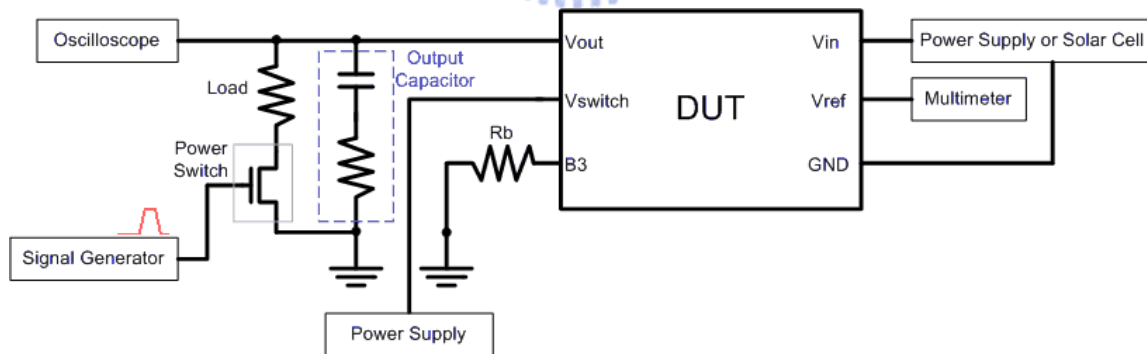 Oscilloscope
Output
Capacitor
Load
Power
Switch
Signal Generator
Power Supply
Rb
Vout
Vswitch
B3
DUT
Vin
Vref
GND
Power Supply or Solar Cell
Multimeter